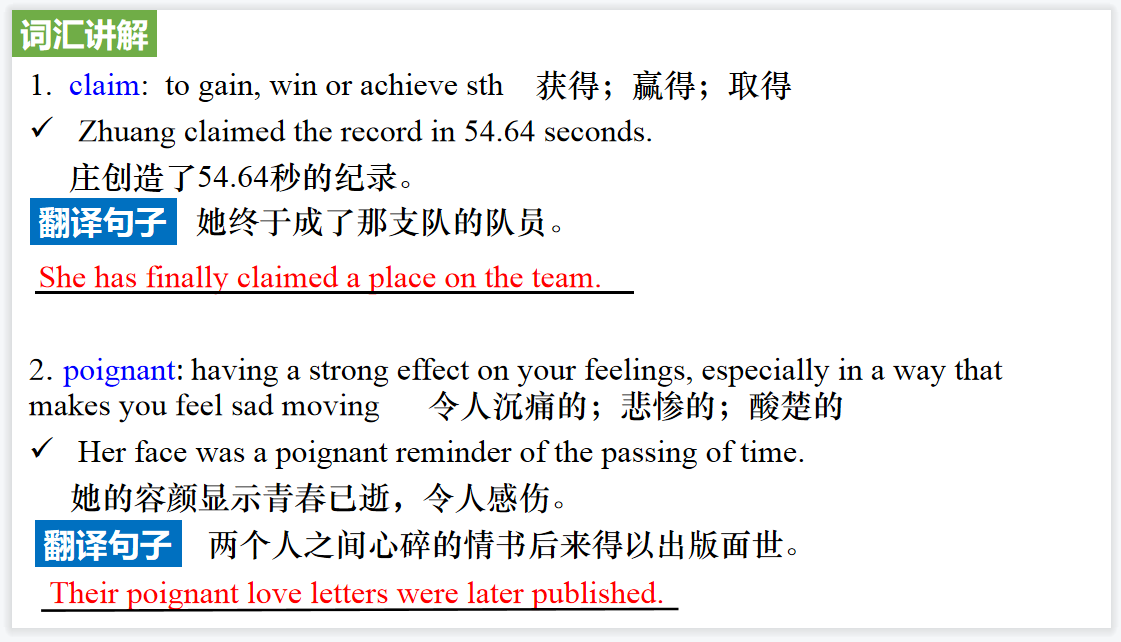 词汇讲解
1. claim: to gain, win or achieve sth 获得；赢得；取得
✓ Zhuang claimed the record in 54.64 seconds.
庄创造了54.64秒的纪录。
翻译句子 她终于成了那支队的队员。
She has finally claimed a place on the team.
2. poignant: having a strong effect on your feelings, especially in a way that
makes you feel sad moving 令人沉痛的；悲惨的；酸楚的
✓ Her face was a poignant reminder of the passing of time.
她的容颜显示青春已逝，令人感伤。
翻译句子 两个人之间心碎的情书后来得以出版面世。
Their poignant love letters were later published.